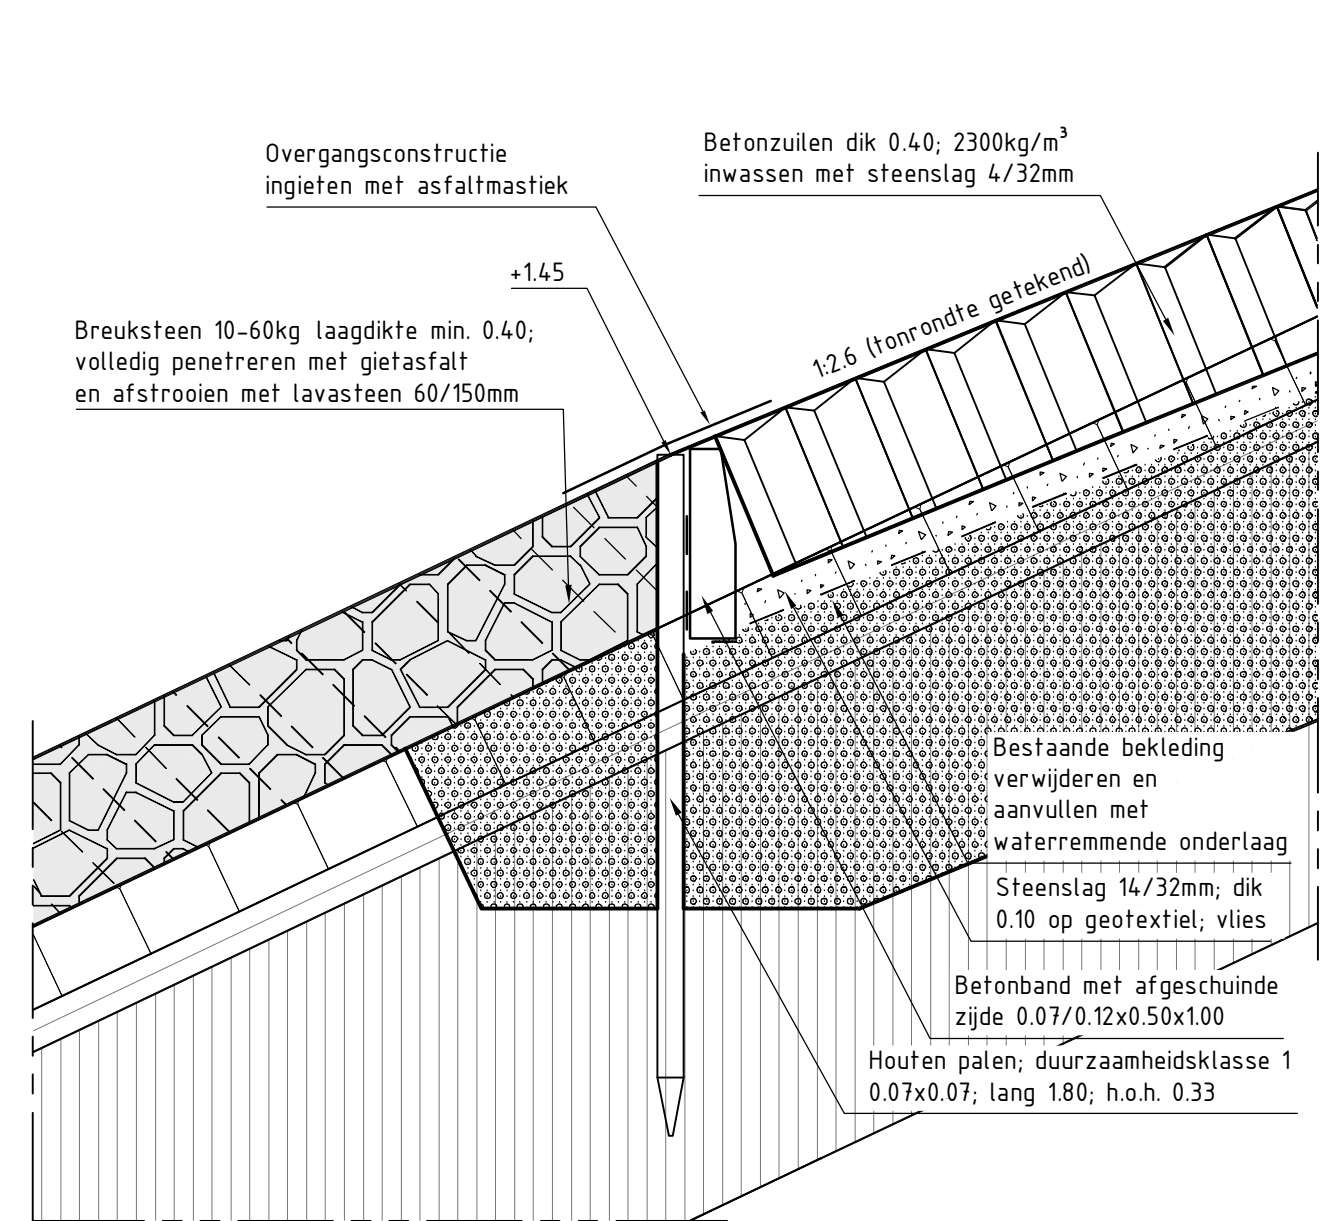 Betonzuilen dik 0.40; 2300kg/m³
inwassen met steenslag 4/32mm
Overgangsconstructie
ingieten met asfaltmastiek
+1.45
1:2.6 (tonrondte getekend)
Breuksteen 10-60kg laagdikte min. 0.40;
volledig penetreren met gietasfalt
en afstrooien met lavasteen 60/150mm
Bestaande bekleding
verwijderen en
aanvullen met
waterremmende onderlaag
Steenslag 14/32mm; dik
0.10 op geotextiel; vlies
Betonband met afgeschuinde
zijde 0.07/0.12x0.50x1.00
Houten palen; duurzaamheidsklasse 1
0.07x0.07; lang 1.80; h.o.h. 0.33